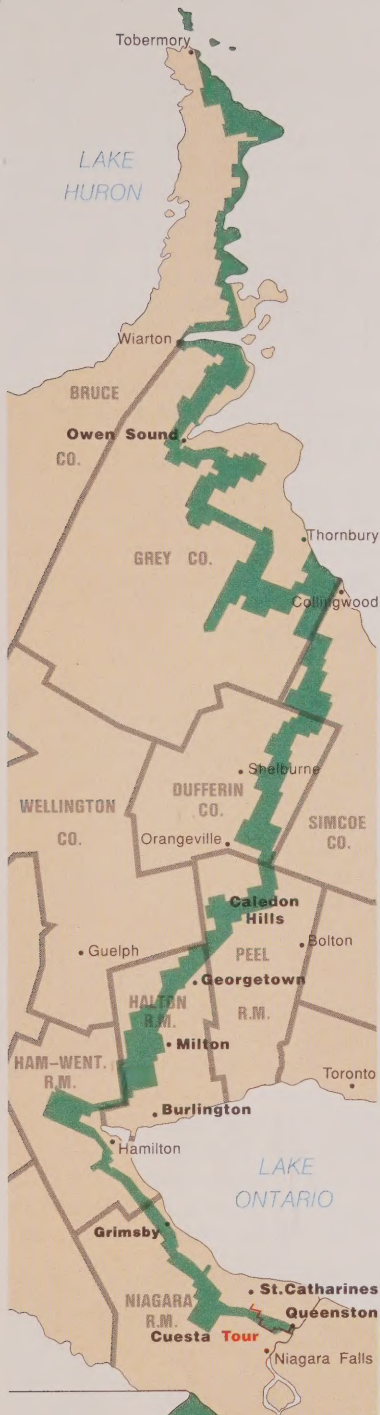 Tobermory
LAKE
HURON
Wiarton
BRUCE
CO.
Owen Sound
GREY CO.
Thornbury
Collingwood
Shelburne
DUFFERIN
CO.
WELLINGTON
CO.
SIMCOE
CO.
Orangeville
Caledon
Hills
PEEL
R.M.
Bolton
Guelph
Georgetown
HALTON
R.M.
Milton
HAM-WENT.
R.M.
Toronto
Burlington
Hamilton
LAKE
ONTARIO
Grimsby
St.Catharines
NIAGARA
R.M.
Queenston
Cuesta Tour
Niagara Falls